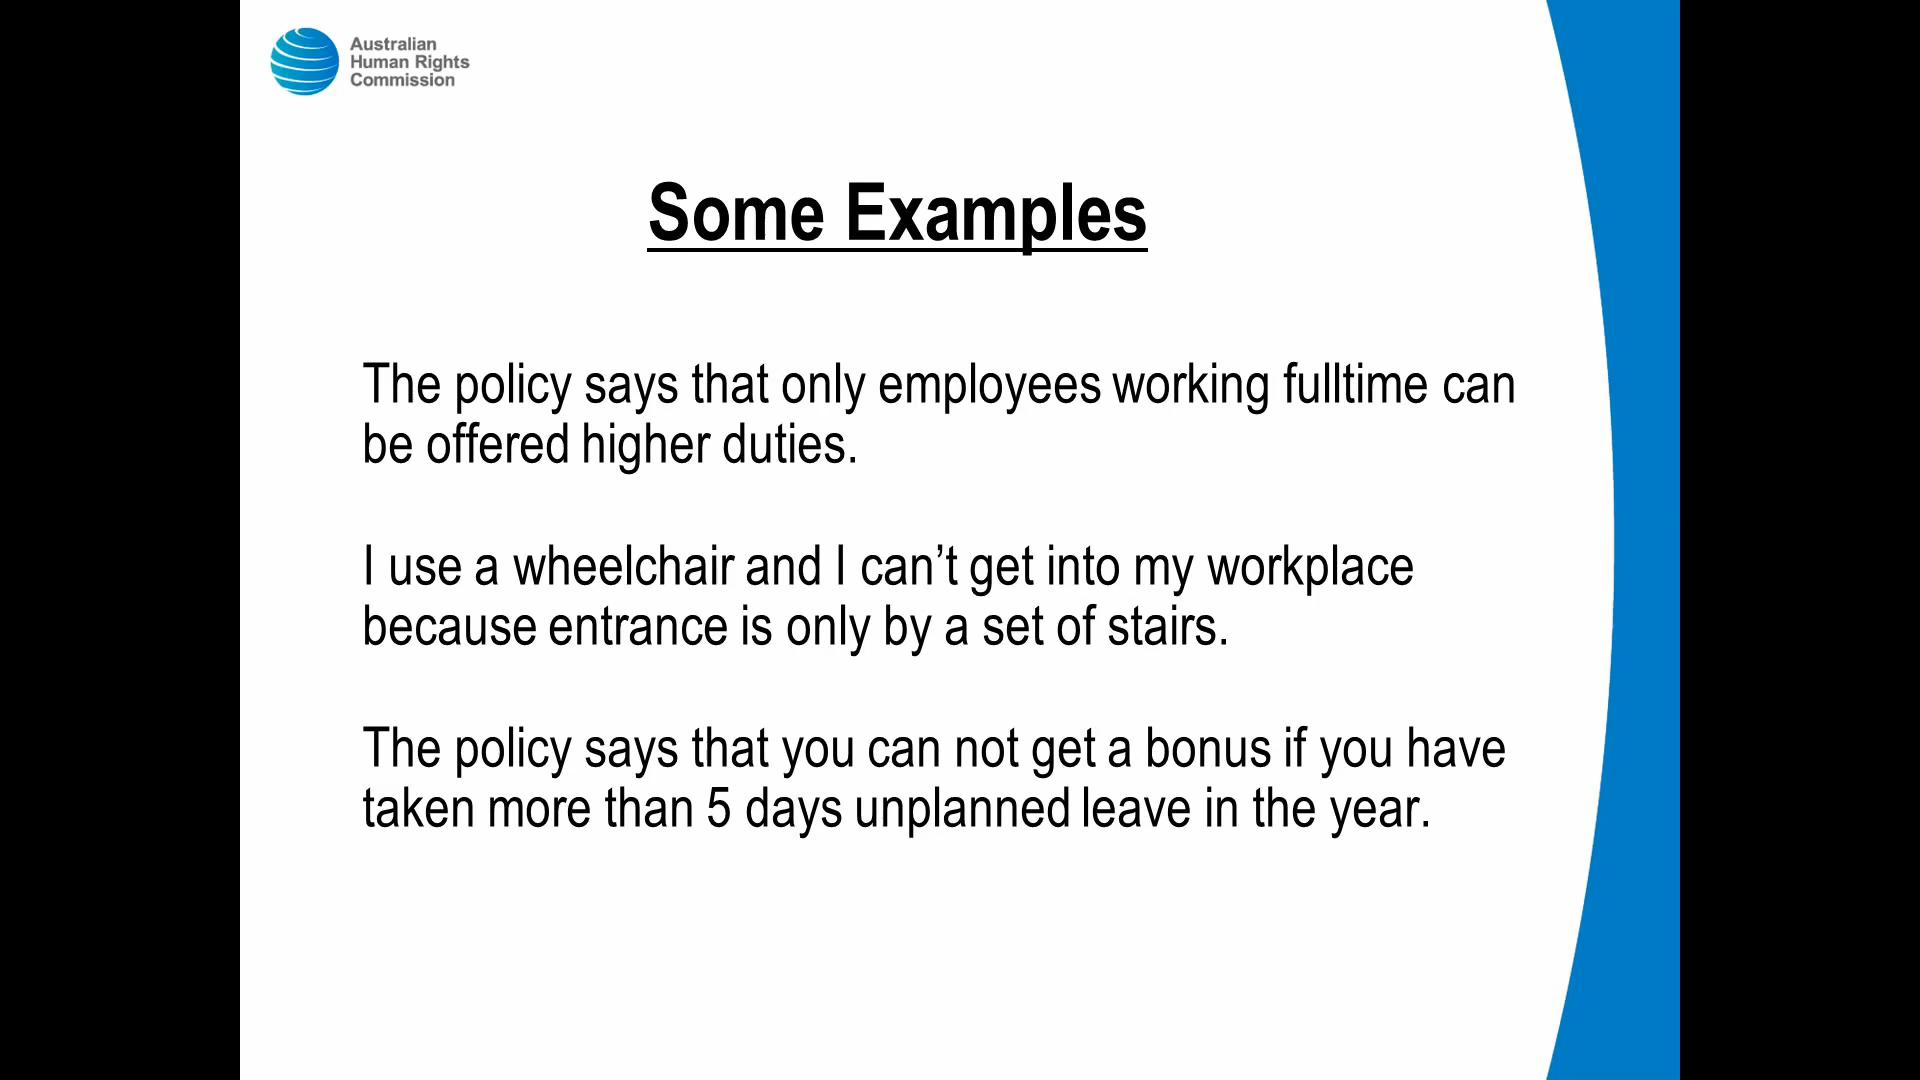 Australian
Human Rights
Commission
Some Examples
The policy says that only employees working fulltime can
be offered higher duties.
I use a wheelchair and I can’t get into my workplace
because entrance is only by a set of stairs.
The policy says that you can not get a bonus if you have
taken more than 5 days unplanned leave in the year.